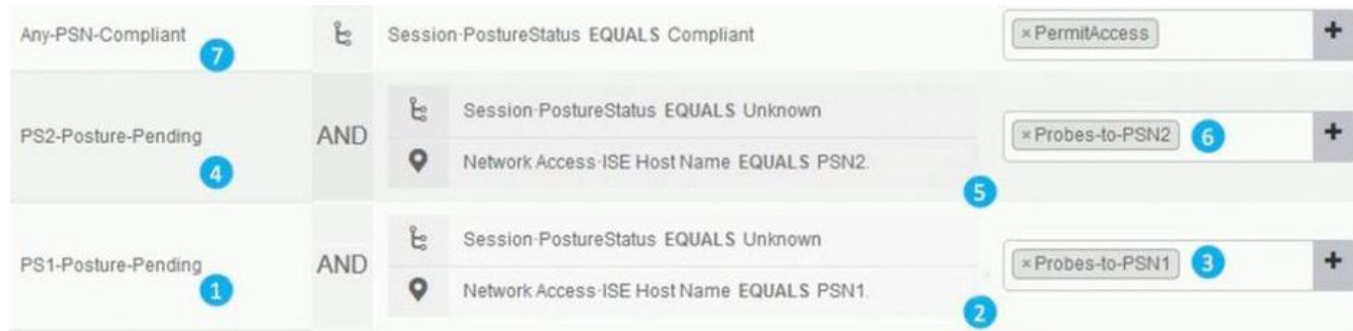 Any-PSN-Compliant
7
Session·PostureStatus EQUALS Compliant
× PermitAccess
+
PS2-Posture-Pending
4
AND
Session·PostureStatus EQUALS Unknown
Network Access·ISE Host Name EQUALS PSN2.
5
× Probes-to-PSN2
6
+
PS1-Posture-Pending
1
AND
Session·PostureStatus EQUALS Unknown
Network Access·ISE Host Name EQUALS PSN1.
2
× Probes-to-PSN1
3
+